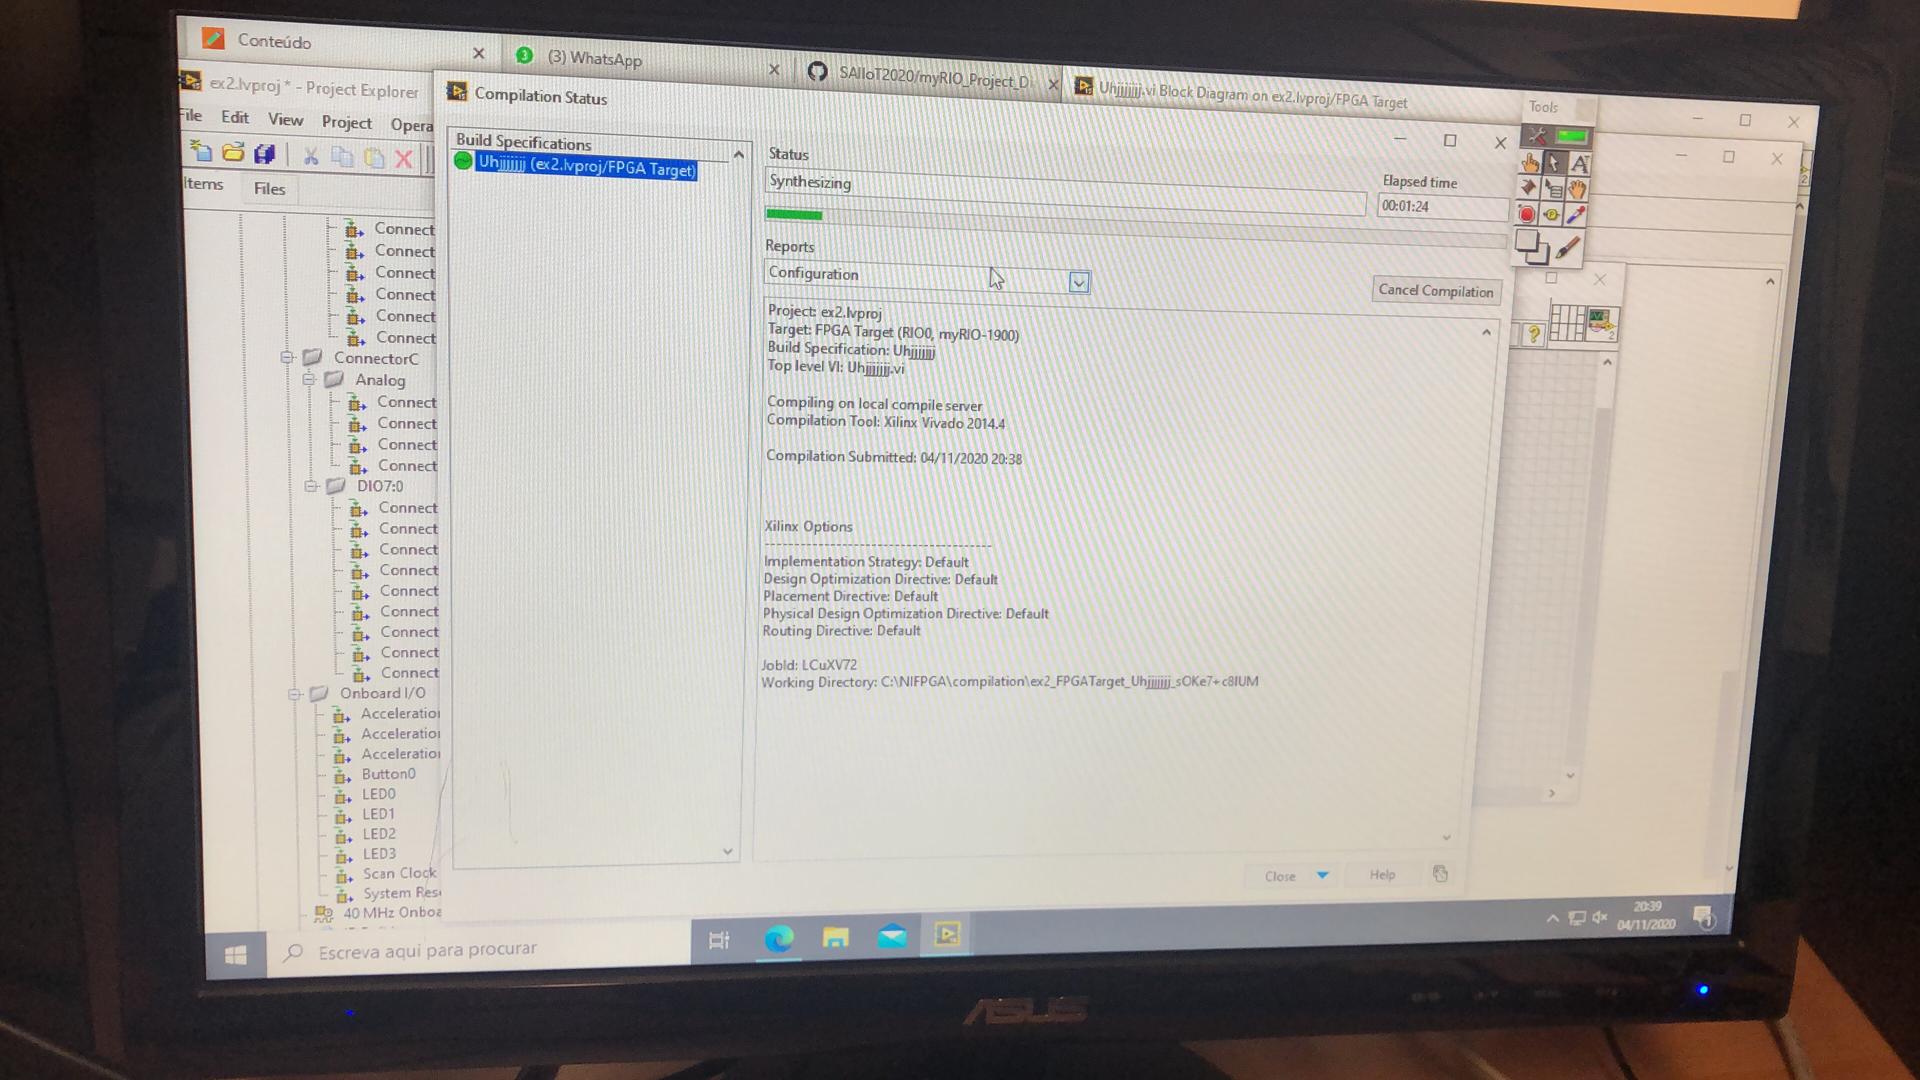 Conteúdo
(3) WhatsApp
SAIIoT2020/myRIO_Project_D
Uhjjjjjjj.vi Block Diagram on ex2.lvproj/FPGA Target
ex2.lvproj * - Project Explorer
File Edit View Project Opera
Items Files
Connect
Connect
Connect
Connect
Connect
Connect
ConnectorC
Analog
Connect
Connect
Connect
Connect
DIO7:0
Connect
Connect
Connect
Connect
Connect
Connect
Connect
Connect
Connect
Onboard I/O
Acceleration
Acceleration
Acceleration
Button0
LED0
LED1
LED2
LED3
Scan Clock
System Res
40 MHz Onboa
Compilation Status
Build Specifications
Uhjjjjjjj (ex2.lvproj/FPGA Target)
Status
Synthesizing
Elapsed time
00:01:24
Reports
Configuration
Cancel Compilation
Project: ex2.lvproj
Target: FPGA Target (RIO0, myRIO-1900)
Build Specification: Uhjjjjjjj
Top level VI: Uhjjjjjjj.vi
Compiling on local compile server
Compilation Tool: Xilinx Vivado 2014.4
Compilation Submitted: 04/11/2020 20:38
Xilinx Options
---------------------------------------
Implementation Strategy: Default
Design Optimization Directive: Default
Placement Directive: Default
Physical Design Optimization Directive: Default
Routing Directive: Default
JobId: LCuXV72
Working Directory: C:\NIFPGA\compilation\ex2_FPGATarget_Uhjjjjjjj_sOKe7+c8IUM
Close Help
Tools
Escreva aqui para procurar
20:39
04/11/2020
ASUS